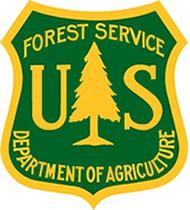 FOREST SERVICE
U S
DEPARTMENT OF AGRICULTURE